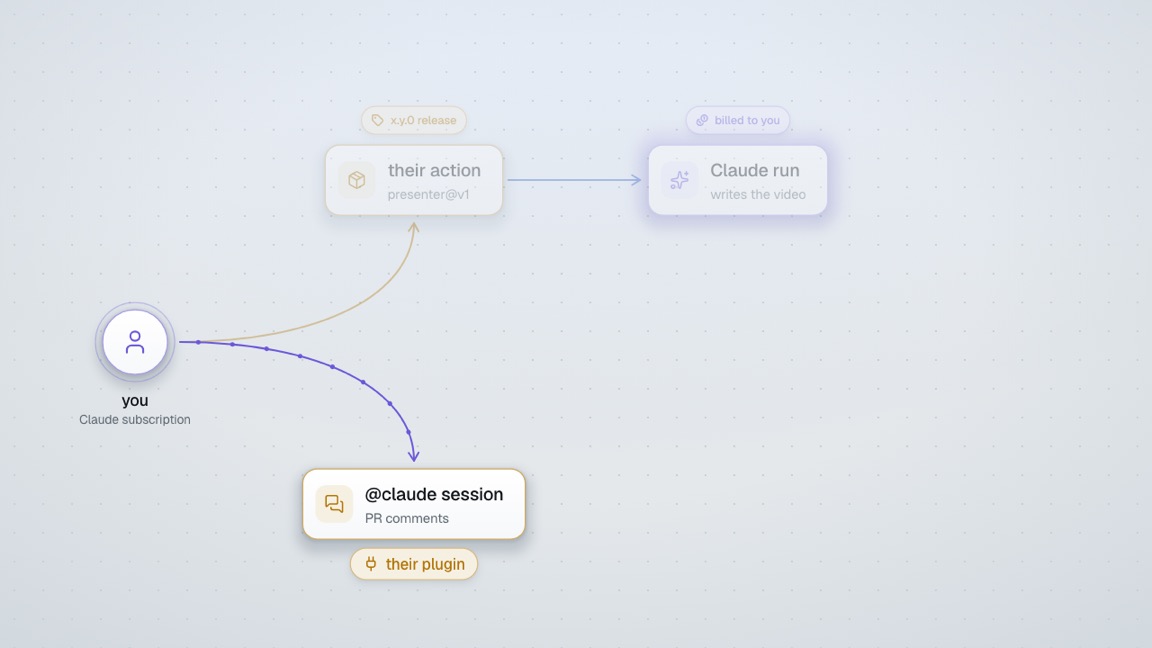 x.y.0 release
billed to you
their action
presenter@v1
Claude run
writes the video
you
Claude subscription
@claude session
PR comments
their plugin